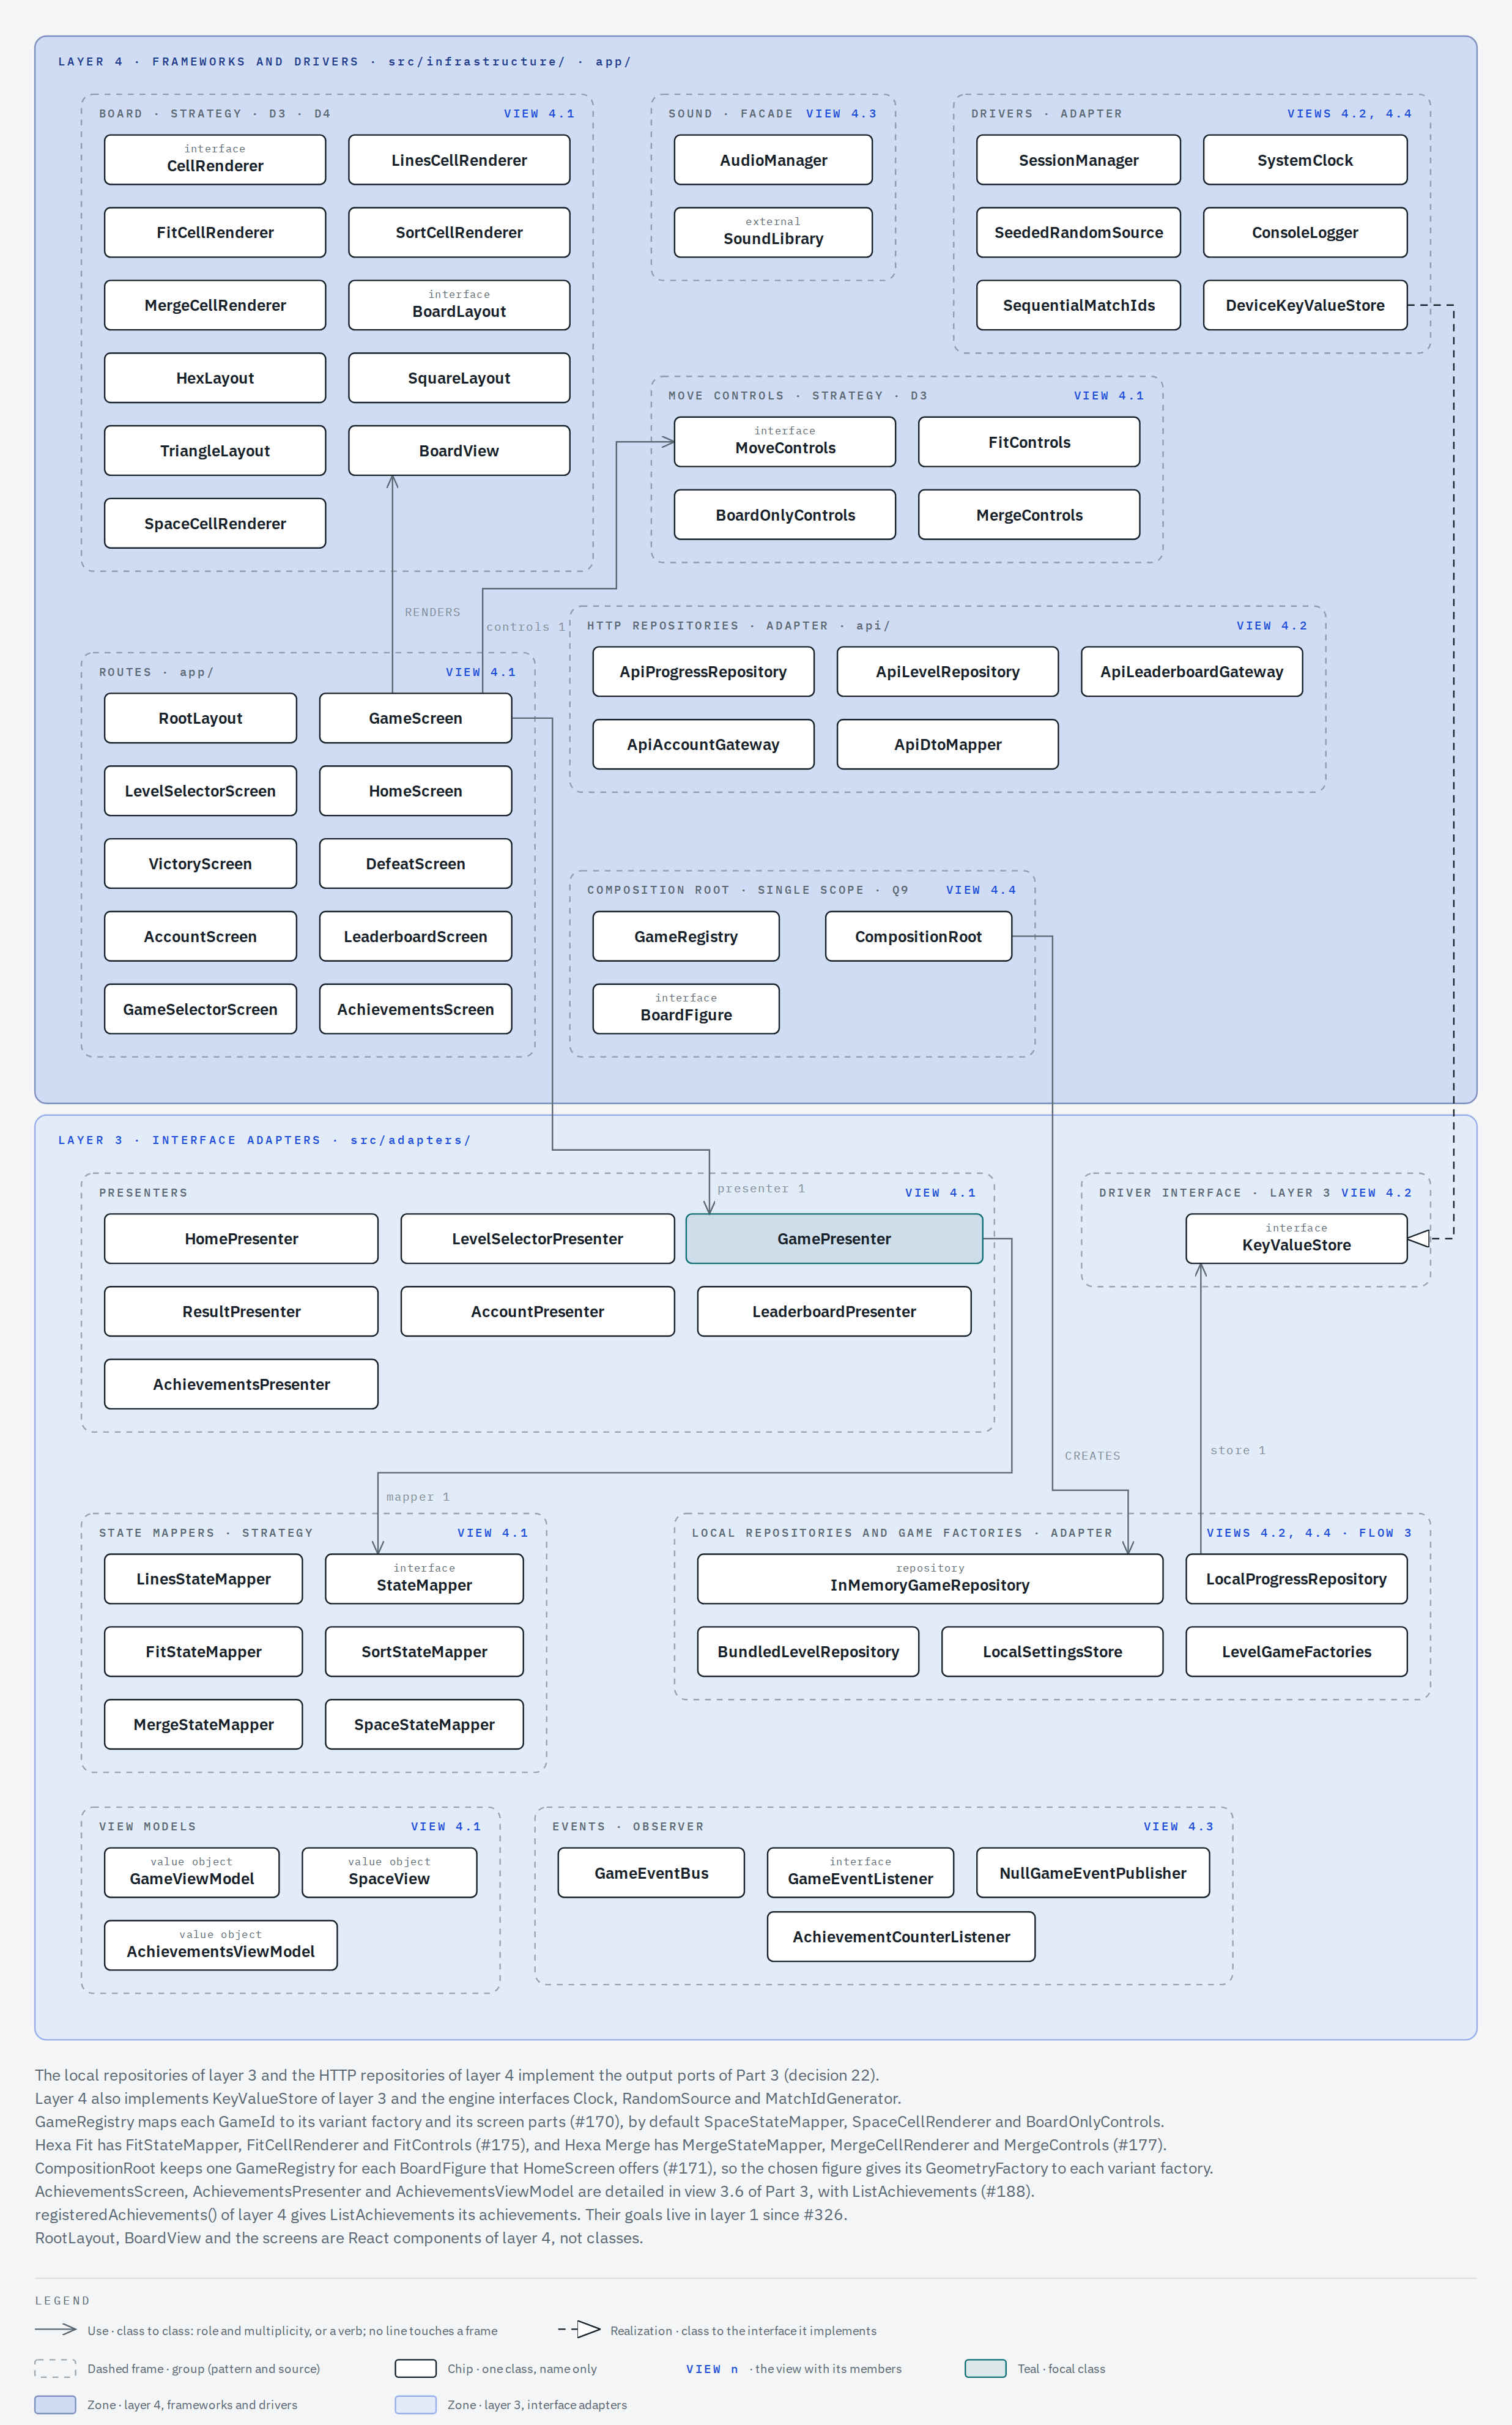 LAYER 4 · FRAMEWORKS AND DRIVERS · src/infrastructure/ · app/
BOARD · STRATEGY · D3 · D4
VIEW 4.1
interface
CellRenderer
LinesCellRenderer
FitCellRenderer
SortCellRenderer
MergeCellRenderer
interface
BoardLayout
HexLayout
SquareLayout
TriangleLayout
BoardView
SpaceCellRenderer
SOUND · FACADE
VIEW 4.3
AudioManager
external
SoundLibrary
DRIVERS · ADAPTER
VIEWS 4.2, 4.4
SessionManager
SystemClock
SeededRandomSource
ConsoleLogger
SequentialMatchIds
DeviceKeyValueStore
MOVE CONTROLS · STRATEGY · D3
VIEW 4.1
interface
MoveControls
FitControls
BoardOnlyControls
MergeControls
RENDERS
controls 1
HTTP REPOSITORIES · ADAPTER · api/
VIEW 4.2
ApiProgressRepository
ApiLevelRepository
ApiLeaderboardGateway
ApiAccountGateway
ApiDtoMapper
ROUTES · app/
VIEW 4.1
RootLayout
GameScreen
LevelSelectorScreen
HomeScreen
VictoryScreen
DefeatScreen
AccountScreen
LeaderboardScreen
GameSelectorScreen
AchievementsScreen
COMPOSITION ROOT · SINGLE SCOPE · Q9
VIEW 4.4
GameRegistry
CompositionRoot
interface
BoardFigure
LAYER 3 · INTERFACE ADAPTERS · src/adapters/
PRESENTERS
presenter 1
VIEW 4.1
HomePresenter
LevelSelectorPresenter
GamePresenter
ResultPresenter
AccountPresenter
LeaderboardPresenter
AchievementsPresenter
DRIVER INTERFACE · LAYER 3
VIEW 4.2
interface
KeyValueStore
store 1
CREATES
mapper 1
STATE MAPPERS · STRATEGY
VIEW 4.1
LinesStateMapper
interface
StateMapper
FitStateMapper
SortStateMapper
MergeStateMapper
SpaceStateMapper
LOCAL REPOSITORIES AND GAME FACTORIES · ADAPTER
VIEWS 4.2, 4.4 · FLOW 3
repository
InMemoryGameRepository
LocalProgressRepository
BundledLevelRepository
LocalSettingsStore
LevelGameFactories
VIEW MODELS
VIEW 4.1
value object
GameViewModel
value object
SpaceView
value object
AchievementsViewModel
EVENTS · OBSERVER
VIEW 4.3
GameEventBus
interface
GameEventListener
NullGameEventPublisher
AchievementCounterListener
The local repositories of layer 3 and the HTTP repositories of layer 4 implement the output ports of Part 3 (decision 22).
Layer 4 also implements KeyValueStore of layer 3 and the engine interfaces Clock, RandomSource and MatchIdGenerator.
GameRegistry maps each GameId to its variant factory and its screen parts (#170), by default SpaceStateMapper, SpaceCellRenderer and BoardOnlyControls.
Hexa Fit has FitStateMapper, FitCellRenderer and FitControls (#175), and Hexa Merge has MergeStateMapper, MergeCellRenderer and MergeControls (#177).
CompositionRoot keeps one GameRegistry for each BoardFigure that HomeScreen offers (#171), so the chosen figure gives its GeometryFactory to each variant factory.
AchievementsScreen, AchievementsPresenter and AchievementsViewModel are detailed in view 3.6 of Part 3, with ListAchievements (#188).
registeredAchievements() of layer 4 gives ListAchievements its achievements. Their goals live in layer 1 since #326.
RootLayout, BoardView and the screens are React components of layer 4, not classes.
LEGEND
Use · class to class: role and multiplicity, or a verb; no line touches a frame
Realization · class to the interface it implements
Dashed frame · group (pattern and source)
Chip · one class, name only
VIEW n · the view with its members
Teal · focal class
Zone · layer 4, frameworks and drivers
Zone · layer 3, interface adapters